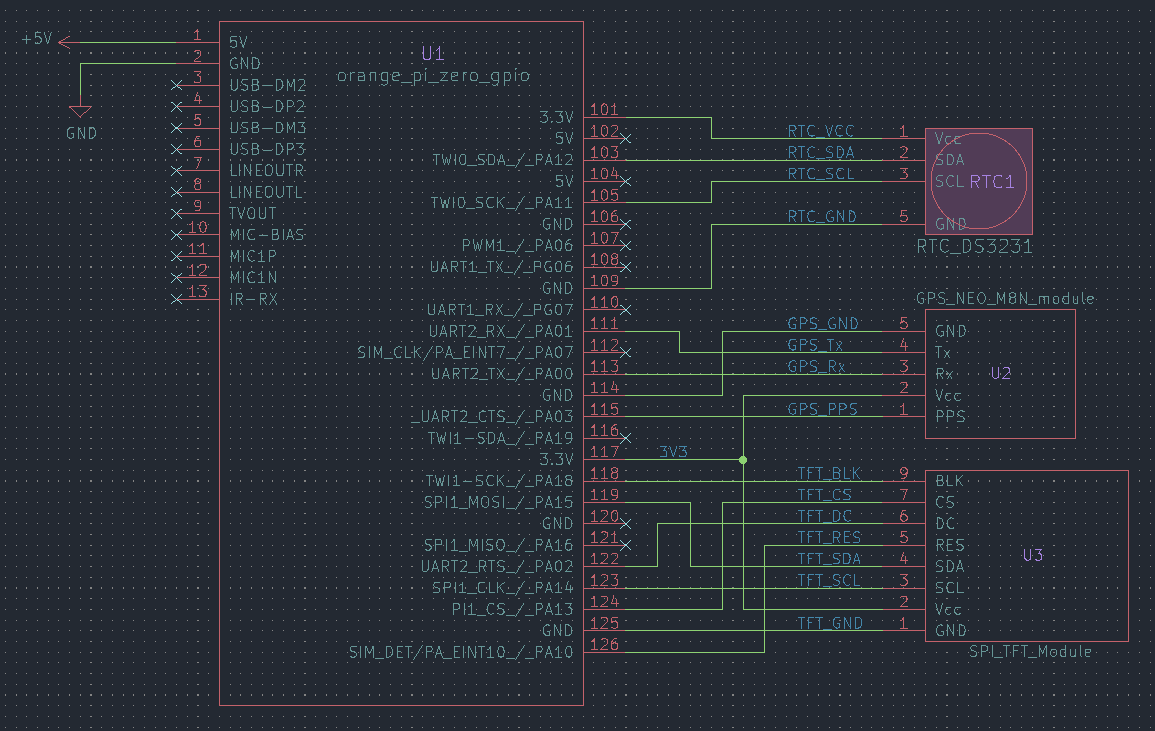 +5V
GND
U1
orange_pi_zero_gpio
1 5V
2 GND
3 USB-DM2
4 USB-DP2
5 USB-DM3
6 USB-DP3
7 LINEOUTR
8 LINEOUTL
9 TVOUT
10 MIC-BIAS
11 MIC1P
12 MIC1N
13 IR-RX
3.3V 101
5V 102
TWI0_SDA_/_PA12 103
5V 104
TWI0_SCK_/_PA11 105
GND 106
PWM1_/_PA06 107
UART1_TX_/_PG06 108
GND 109
UART1_RX_/_PG07 110
UART2_RX_/_PA01 111
SIM_CLK/PA_EINT7_/_PA07 112
UART2_TX_/_PA00 113
GND 114
_UART2_CTS_/_PA03 115
TWI1-SDA_/_PA19 116
3.3V 117 3V3
TWI1-SCK_/_PA18 118
SPI1_MOSI_/_PA15 119
GND 120
SPI1_MISO_/_PA16 121
UART2_RTS_/_PA02 122
SPI1_CLK_/_PA14 123
PI1_CS_/_PA13 124
GND 125
SIM_DET/PA_EINT10_/_PA10 126
RTC_VCC 1 Vcc
RTC_SDA 2 SDA
RTC_SCL 3 SCL RTC1
RTC_GND 5 GND
RTC_DS3231
GPS_NEO_M8N_module
GPS_GND 5 GND
GPS_Tx 4 Tx
GPS_Rx 3 Rx U2
2 Vcc
GPS_PPS 1 PPS
TFT_BLK 9 BLK
TFT_CS 7 CS
TFT_DC 6 DC
TFT_RES 5 RES
U3
TFT_SDA 4 SDA
TFT_SCL 3 SCL
2 Vcc
TFT_GND 1 GND
SPI_TFT_Module